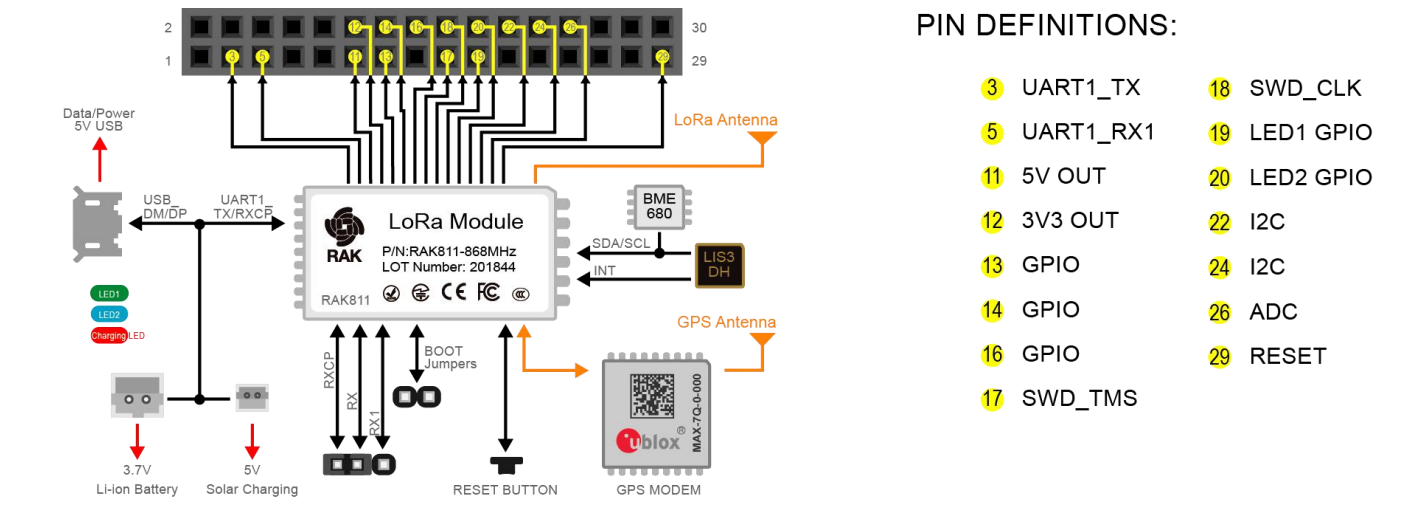 PIN DEFINITIONS:
2
12 14 16 18 20 22 24 26
30
1
3 5 11 13 17 19 29
29
3 UART1_TX
5 UART1_RX1
11 5V OUT
12 3V3 OUT
13 GPIO
14 GPIO
16 GPIO
17 SWD_TMS
18 SWD_CLK
19 LED1 GPIO
20 LED2 GPIO
22 I2C
24 I2C
26 ADC
29 RESET
Data/Power
5V USB
LoRa Antenna
USB_
DM/DP
UART1_
TX/RXCP
RAK
LoRa Module
P/N:RAK811-868MHz
LOT Number: 201844
RAK811
CE FC CCC
BME
680
SDA/SCL
INT
LIS3
DH
LED1
LED2
Charging LED
GPS Antenna
RXCP
RX
RX1
BOOT
Jumpers
MAX-7Q-0-000
ublox®
3.7V
Li-ion Battery
5V
Solar Charging
RESET BUTTON
GPS MODEM